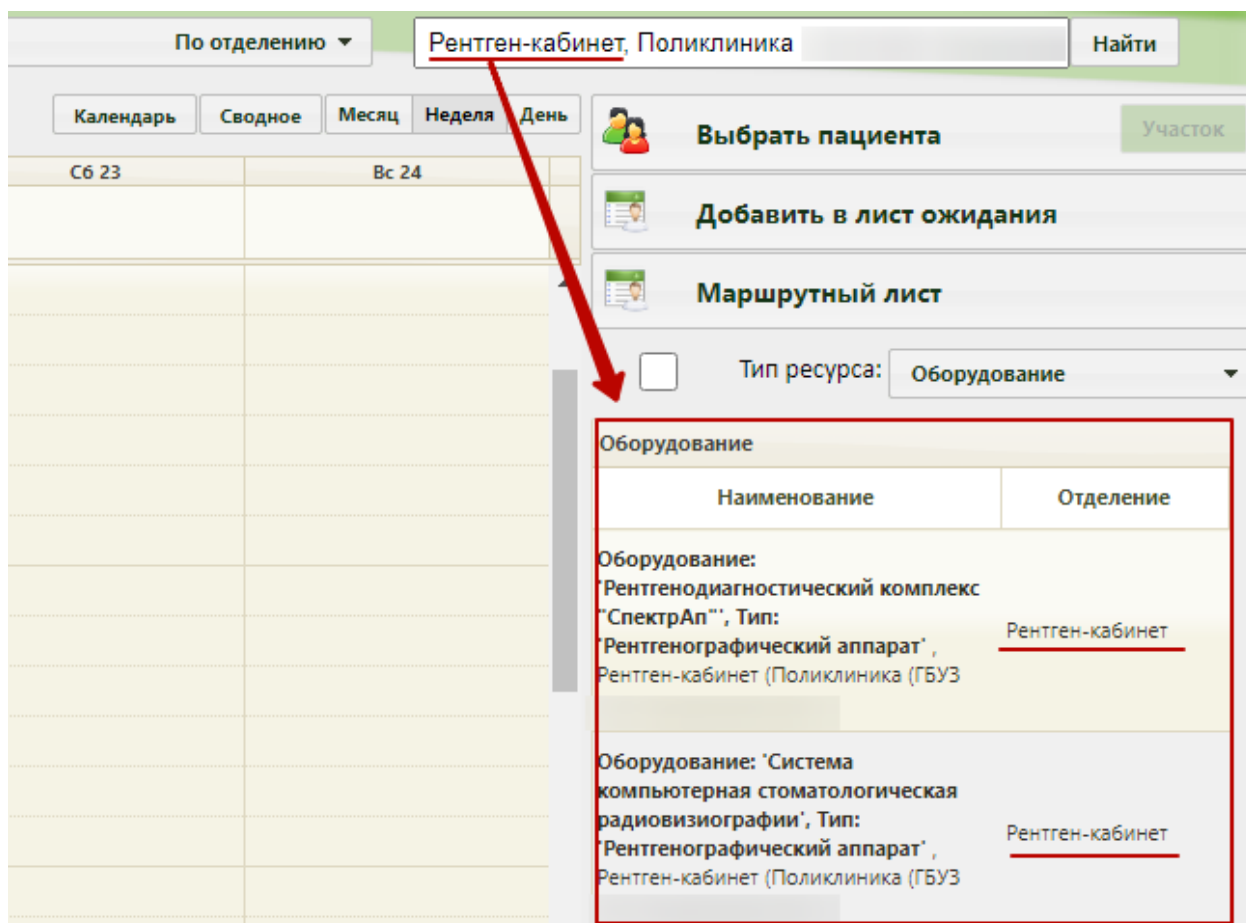 По отделению
Рентген-кабинет, Поликлиника
Найти
Календарь
Сводное
Месяц
Неделя
День
Выбрать пациента
Участок
Сб 23
Вс 24
Добавить в лист ожидания
Маршрутный лист
Тип ресурса:
Оборудование
Оборудование
Наименование
Отделение
Оборудование:
'Рентгенодиагностический комплекс
"СпектрАп"', Тип:
'Рентгенографический аппарат' ,
Рентген-кабинет (Поликлиника (ГБУЗ
Рентген-кабинет
Оборудование: 'Система
компьютерная стоматологическая
радиовизиографии', Тип:
'Рентгенографический аппарат' ,
Рентген-кабинет (Поликлиника (ГБУЗ
Рентген-кабинет